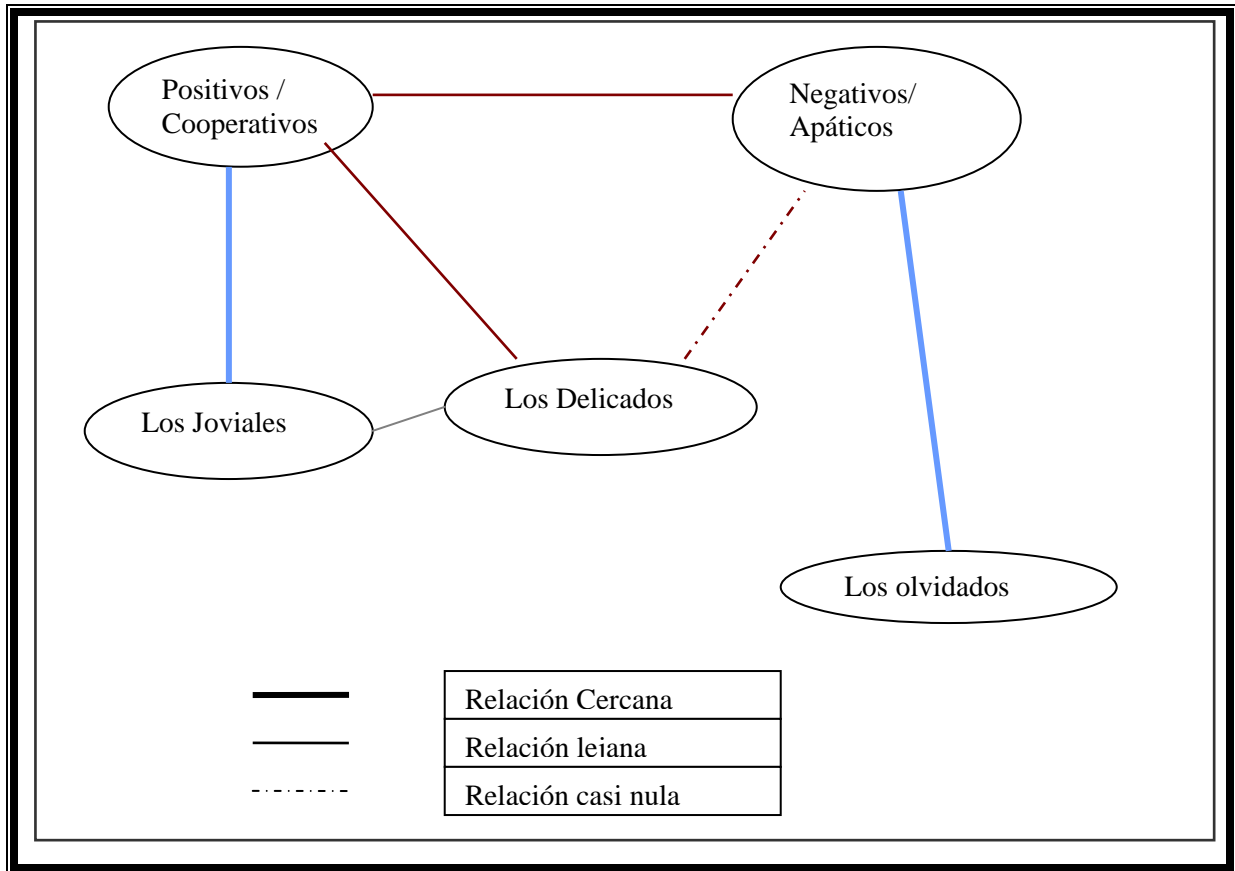 Positivos /
Cooperativos
Negativos/
Apáticos
Los Joviales
Los Delicados
Los olvidados
Relación Cercana
Relación lejana
Relación casi nula